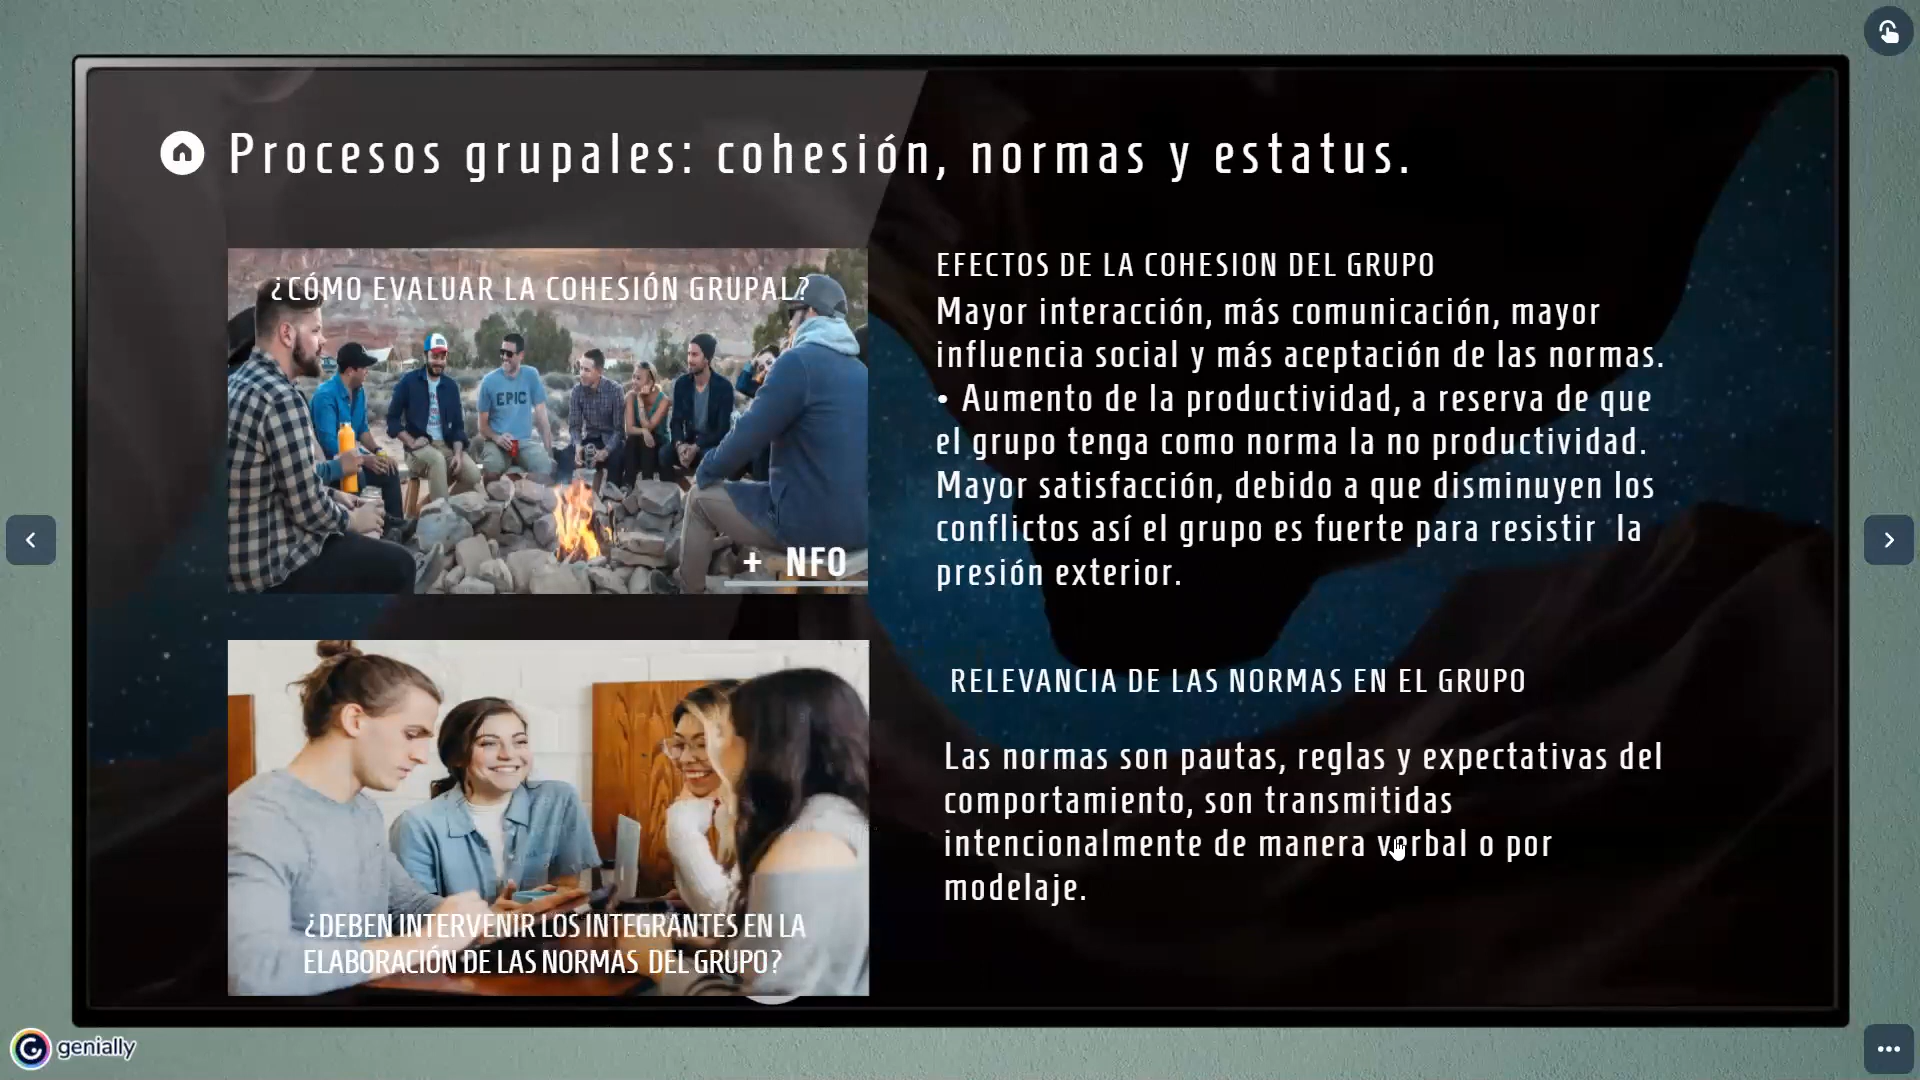 Procesos grupales: cohesión, normas y estatus.
¿CÓMO EVALUAR LA COHESIÓN GRUPAL?
EPIC
+ NFO
EFECTOS DE LA COHESION DEL GRUPO
Mayor interacción, más comunicación, mayor
influencia social y más aceptación de las normas.
• Aumento de la productividad, a reserva de que
el grupo tenga como norma la no productividad.
Mayor satisfacción, debido a que disminuyen los
conflictos así el grupo es fuerte para resistir la
presión exterior.
¿DEBEN INTERVENIR LOS INTEGRANTES EN LA
ELABORACIÓN DE LAS NORMAS DEL GRUPO?
RELEVANCIA DE LAS NORMAS EN EL GRUPO
Las normas son pautas, reglas y expectativas del
comportamiento, son transmitidas
intencionalmente de manera verbal o por
modelaje.
genially